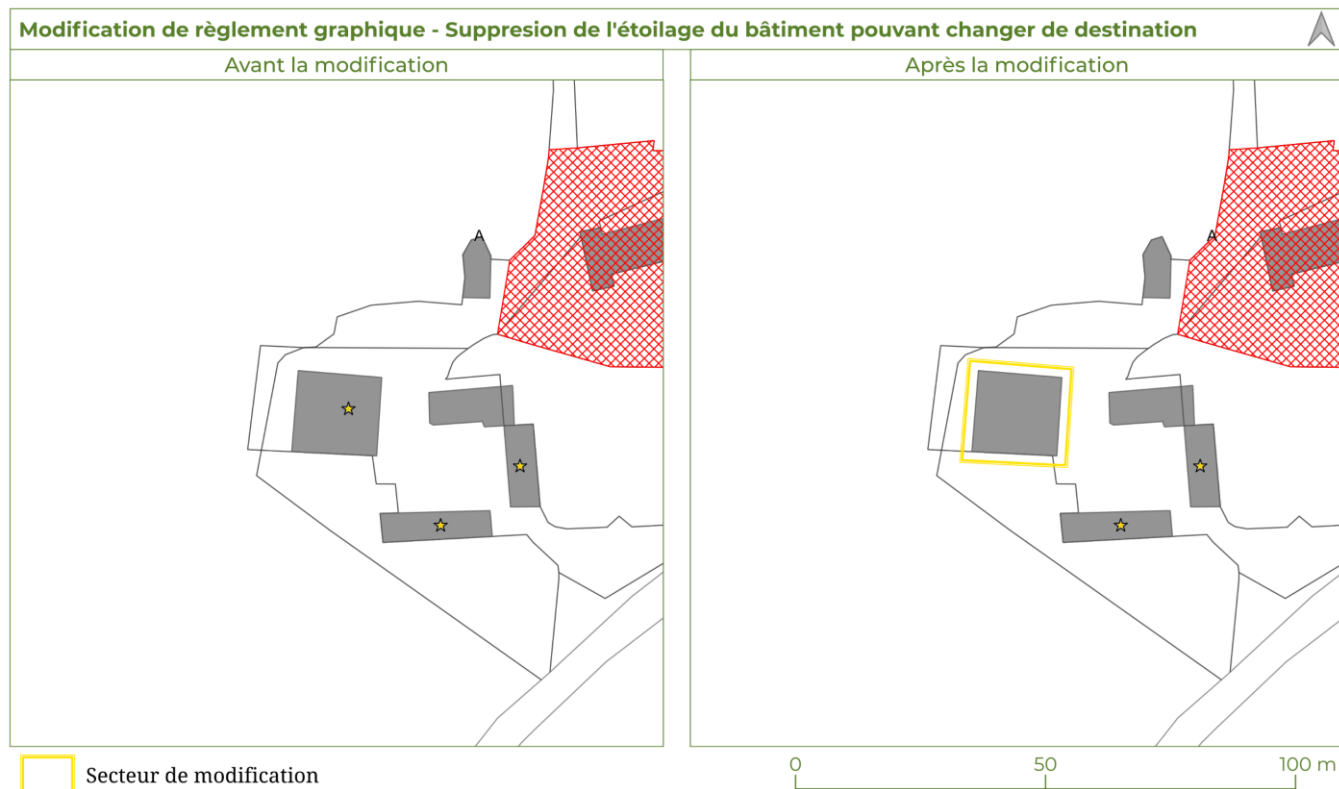 Modification de règlement graphique - Suppresion de l'étoilage du bâtiment pouvant changer de destination
Avant la modification
Après la modification
A
A
Secteur de modification
0 50 100 m